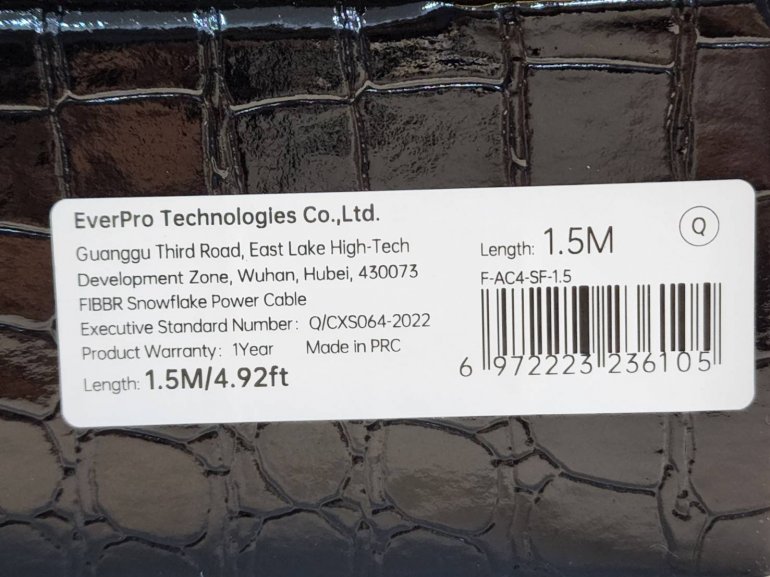 EverPro Technologies Co.,Ltd.
Guanggu Third Road, East Lake High-Tech
Development Zone, Wuhan, Hubei, 430073
FIBBR Snowflake Power Cable
Executive Standard Number: Q/CXS064-2022
Product Warranty: 1Year Made in PRC
Length: 1.5M/4.92ft
Q
Length: 1.5M
F-AC4-SF-1.5
6 972223 236105